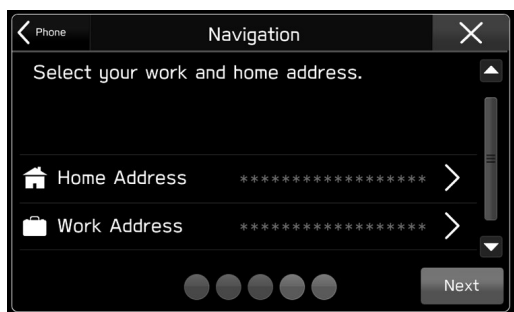 Phone
Navigation
Select your work and home address.
Home Address ******************
Work Address ******************
Next